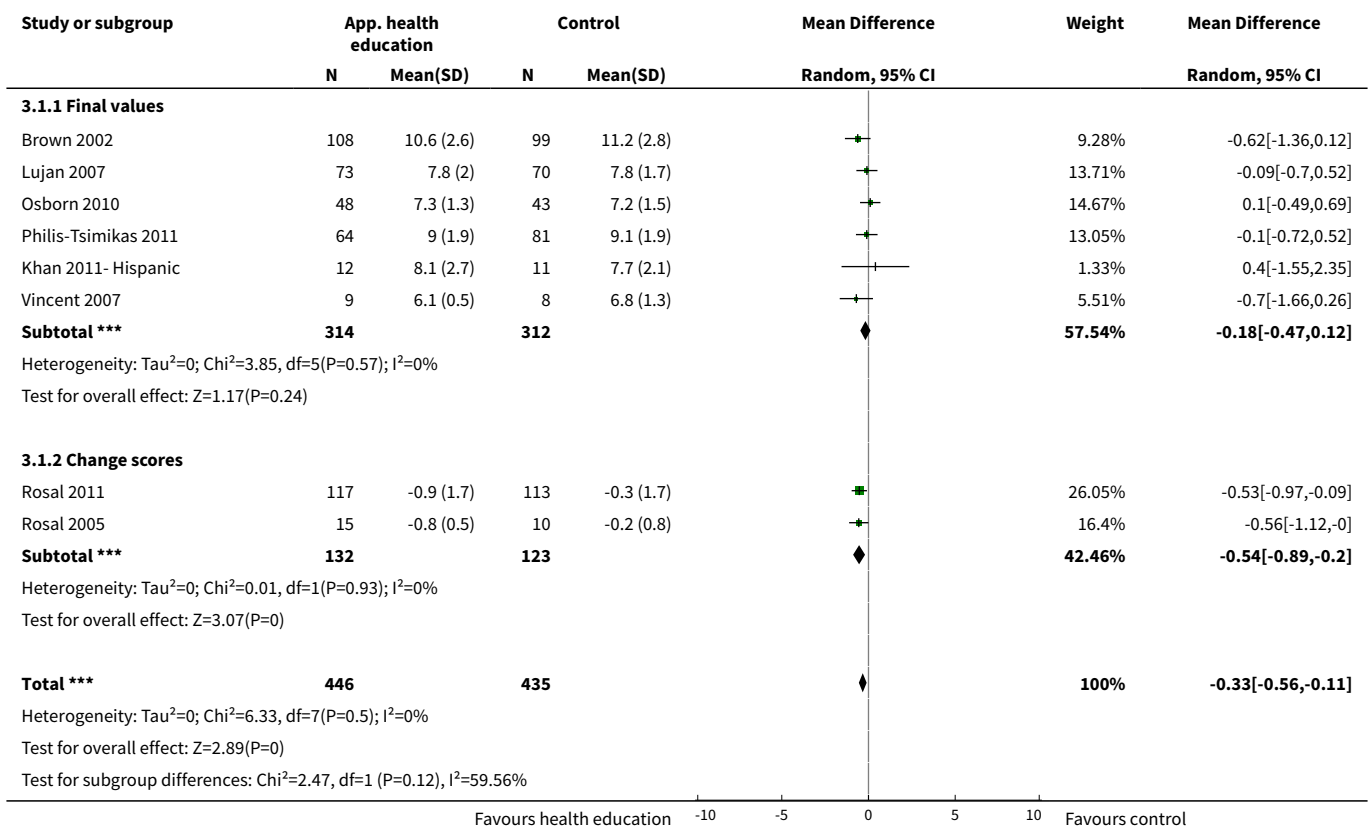 Study or subgroup App. health education Control Mean Difference Weight Mean Difference
N Mean(SD) N Mean(SD) Random, 95% CI Random, 95% CI
3.1.1 Final values
Brown 2002 108 10.6 (2.6) 99 11.2 (2.8) 9.28% -0.62[-1.36,0.12]
Lujan 2007 73 7.8 (2) 70 7.8 (1.7) 13.71% -0.09[-0.7,0.52]
Osborn 2010 48 7.3 (1.3) 43 7.2 (1.5) 14.67% 0.1[-0.49,0.69]
Philis-Tsimikas 2011 64 9 (1.9) 81 9.1 (1.9) 13.05% -0.1[-0.72,0.52]
Khan 2011- Hispanic 12 8.1 (2.7) 11 7.7 (2.1) 1.33% 0.4[-1.55,2.35]
Vincent 2007 9 6.1 (0.5) 8 6.8 (1.3) 5.51% -0.7[-1.66,0.26]
Subtotal *** 314 312 57.54% -0.18[-0.47,0.12]
Heterogeneity: Tau²=0; Chi²=3.85, df=5(P=0.57); I²=0%
Test for overall effect: Z=1.17(P=0.24)
3.1.2 Change scores
Rosal 2011 117 -0.9 (1.7) 113 -0.3 (1.7) 26.05% -0.53[-0.97,-0.09]
Rosal 2005 15 -0.8 (0.5) 10 -0.2 (0.8) 16.4% -0.56[-1.12,-0]
Subtotal *** 132 123 42.46% -0.54[-0.89,-0.2]
Heterogeneity: Tau²=0; Chi²=0.01, df=1(P=0.93); I²=0%
Test for overall effect: Z=3.07(P=0)
Total *** 446 435 100% -0.33[-0.56,-0.11]
Heterogeneity: Tau²=0; Chi²=6.33, df=7(P=0.5); I²=0%
Test for overall effect: Z=2.89(P=0)
Test for subgroup differences: Chi²=2.47, df=1 (P=0.12), I²=59.56%
Favours health education -10 -5 0 5 10 Favours control